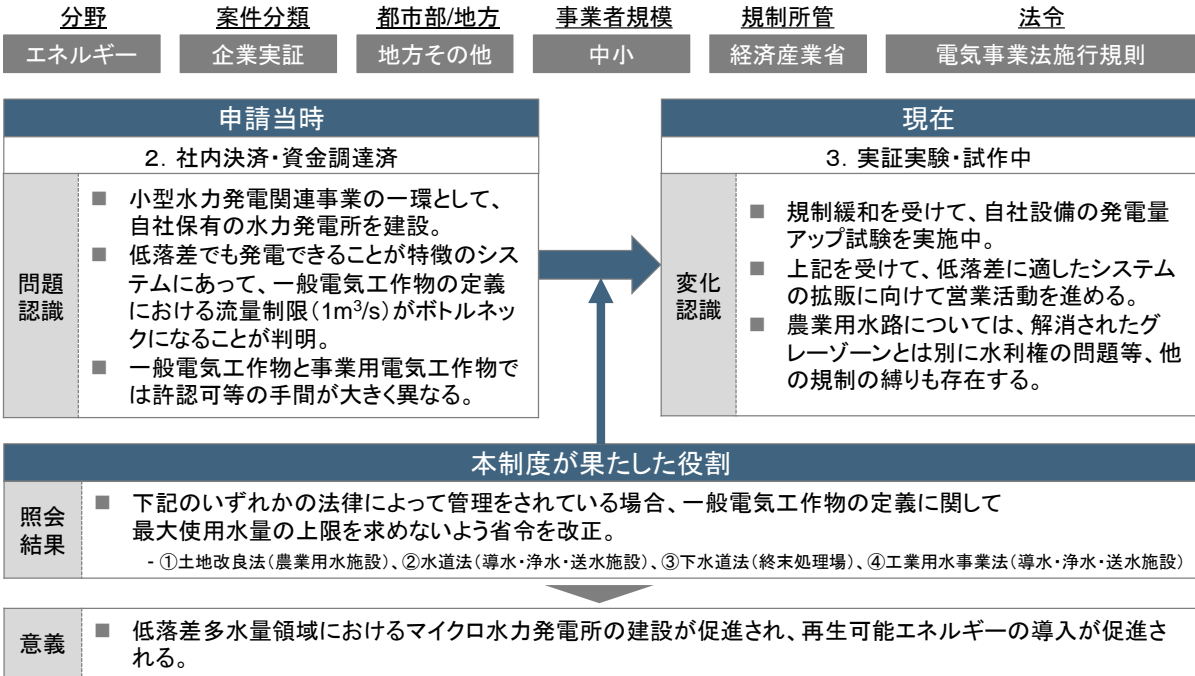 分野 案件分類 都市部/地方 事業者規模 規制所管 法令
エネルギー 企業実証 地方その他 中小 経済産業省 電気事業法施行規則
申請当時
2．社内決済・資金調達済
問題
認識
■ 小型水力発電関連事業の一環として、
自社保有の水力発電所を建設。
■ 低落差でも発電できることが特徴のシス
テムにあって、一般電気工作物の定義
における流量制限（1m³/s）がボトルネッ
クになることが判明。
■ 一般電気工作物と事業用電気工作物で
は許認可等の手間が大きく異なる。
現在
3．実証実験・試作中
変化
認識
■ 規制緩和を受けて、自社設備の発電量
アップ試験を実施中。
■ 上記を受けて、低落差に適したシステム
の拡販に向けて営業活動を進める。
■ 農業用水路については、解消されたグ
レーゾーンとは別に水利権の問題等、他
の規制の縛りも存在する。
本制度が果たした役割
照会
結果
■ 下記のいずれかの法律によって管理をされている場合、一般電気工作物の定義に関して
最大使用水量の上限を求めないよう省令を改正。
- ①土地改良法（農業用水施設）、②水道法（導水・浄水・送水施設）、③下水道法（終末処理場）、④工業用水事業法（導水・浄水・送水施設）
意義
■ 低落差多水量領域におけるマイクロ水力発電所の建設が促進され、再生可能エネルギーの導入が促進さ
れる。